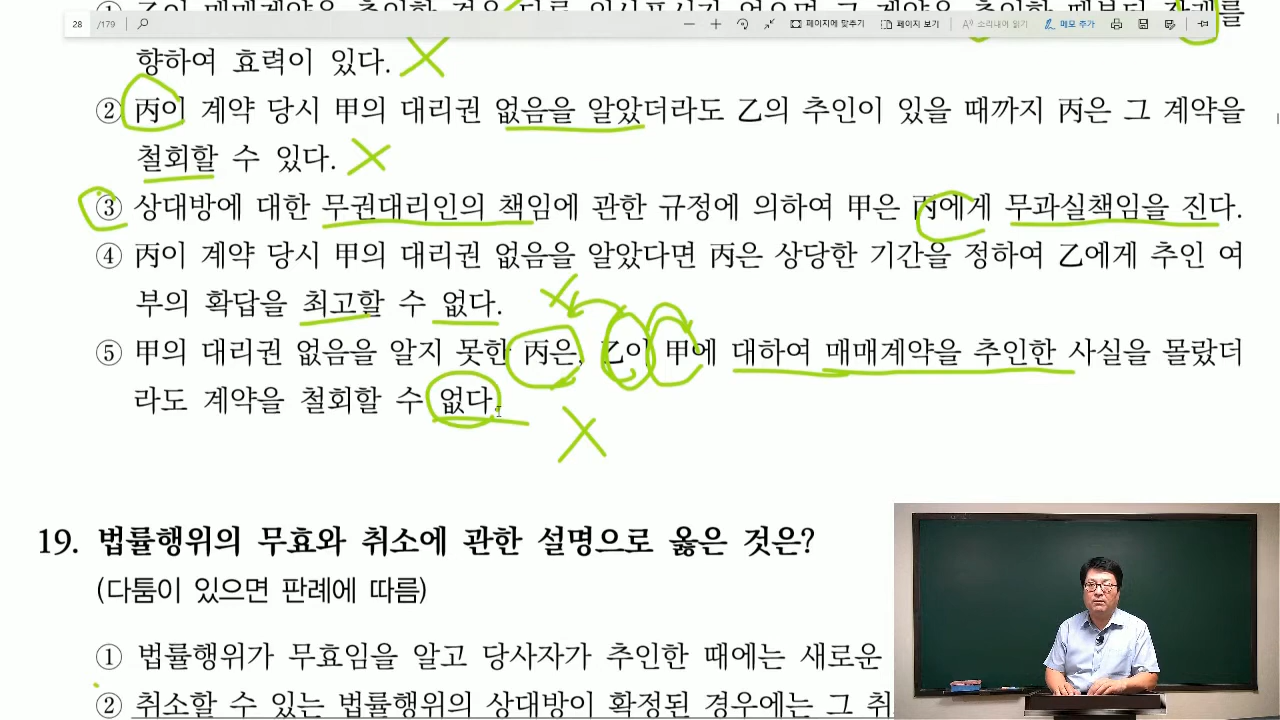 28 /179 페이지에 맞추기 페이지 보기 소리내어 읽기 메모 추가
향하여 효력이 있다.
② 丙이 계약 당시 甲의 대리권 없음을 알았더라도 乙의 추인이 있을 때까지 丙은 그 계약을
철회할 수 있다.
③ 상대방에 대한 무권대리인의 책임에 관한 규정에 의하여 甲은 丙에게 무과실책임을 진다.
④ 丙이 계약 당시 甲의 대리권 없음을 알았다면 丙은 상당한 기간을 정하여 乙에게 추인 여
부의 확답을 최고할 수 없다.
⑤ 甲의 대리권 없음을 알지 못한 丙은, 乙이 甲에 대하여 매매계약을 추인한 사실을 몰랐더
라도 계약을 철회할 수 없다.
19. 법률행위의 무효와 취소에 관한 설명으로 옳은 것은?
(다툼이 있으면 판례에 따름)
① 법률행위가 무효임을 알고 당사자가 추인한 때에는 새로운
② 취소할 수 있는 법률행위의 상대방이 확정된 경우에는 그 취